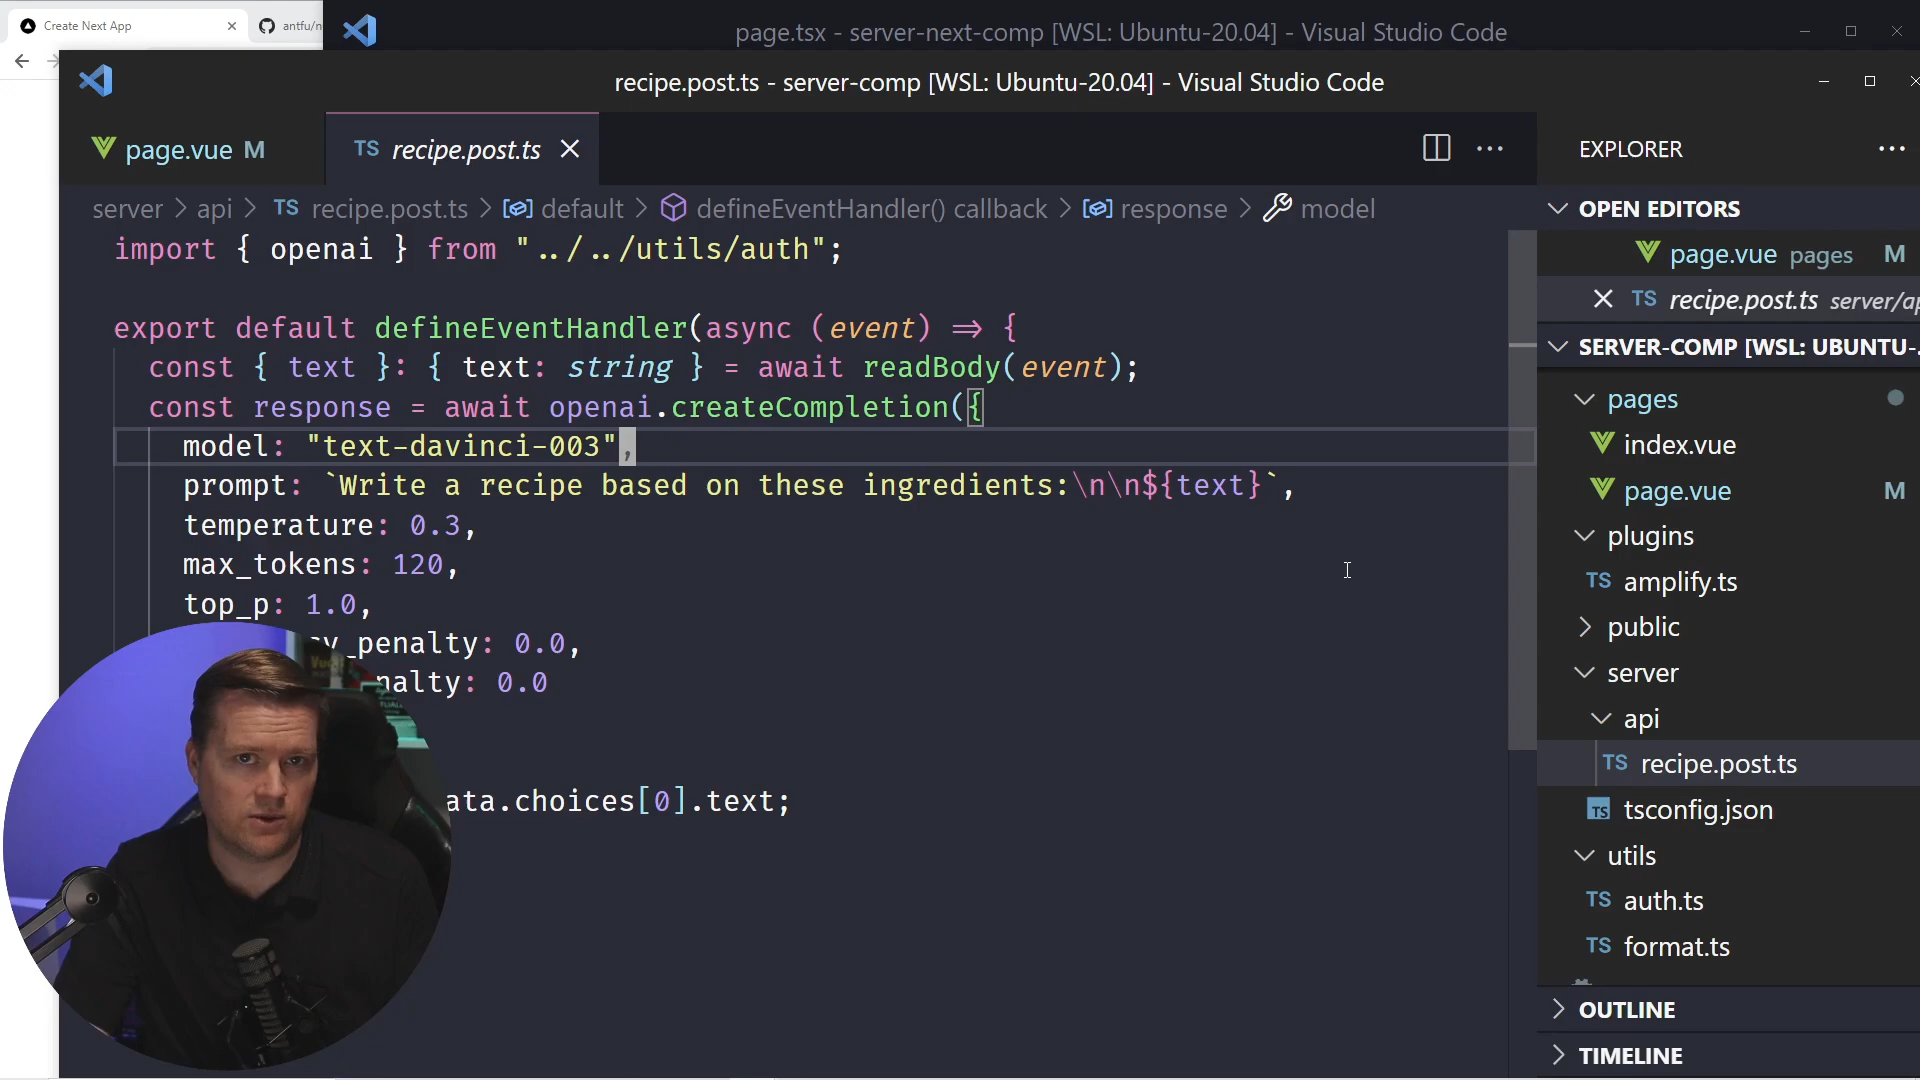 Create Next App
antfu/n
page.tsx - server-next-comp [WSL: Ubuntu-20.04] - Visual Studio Code
recipe.post.ts - server-comp [WSL: Ubuntu-20.04] - Visual Studio Code
page.vue M
TS recipe.post.ts
server > api > TS recipe.post.ts > default > defineEventHandler() callback > response > model
import { openai } from "../../utils/auth";
export default defineEventHandler(async (event) => {
const { text }: { text: string } = await readBody(event);
const response = await openai.createCompletion({
model: "text-davinci-003",
prompt: `Write a recipe based on these ingredients:\n\n${text}`,
temperature: 0.3,
max_tokens: 120,
top_p: 1.0,
cy_penalty: 0.0,
nalty: 0.0
ata.choices[0].text;
EXPLORER
OPEN EDITORS
page.vue pages M
TS recipe.post.ts server/ap
SERVER-COMP [WSL: UBUNTU-...
pages
index.vue
page.vue M
plugins
TS amplify.ts
public
server
api
TS recipe.post.ts
TS tsconfig.json
utils
TS auth.ts
TS format.ts
OUTLINE
TIMELINE